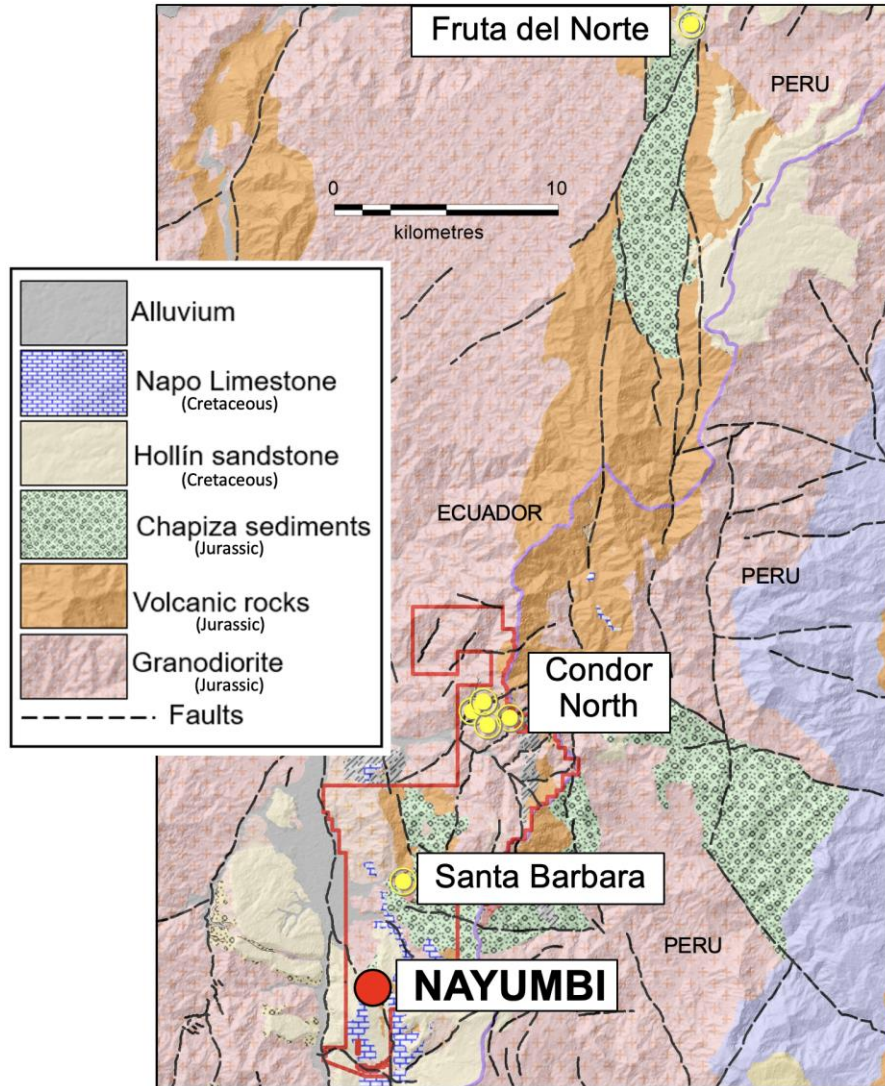 Fruta del Norte
PERU
0 10
kilometres
Alluvium
Napo Limestone
(Cretaceous)
Hollín sandstone
(Cretaceous)
Chapiza sediments
(Jurassic)
Volcanic rocks
(Jurassic)
Granodiorite
(Jurassic)
Faults
ECUADOR
PERU
Condor
North
Santa Barbara
PERU
NAYUMBI